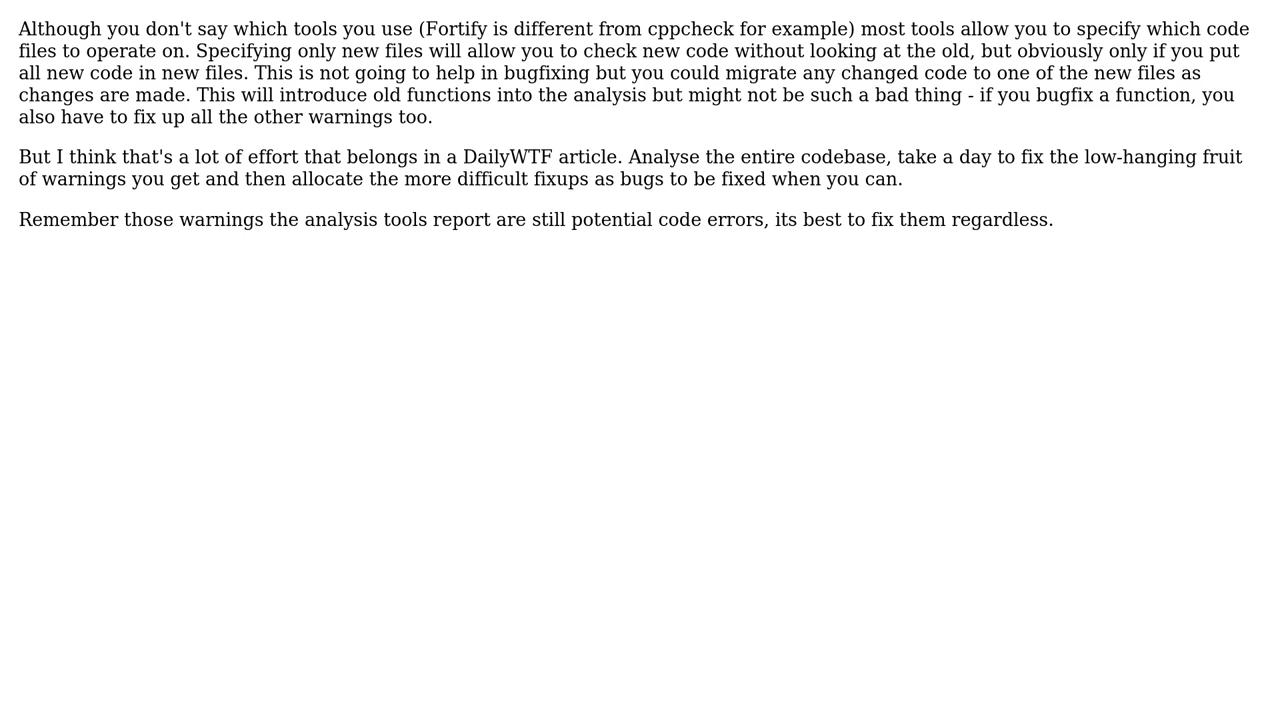 Although you don't say which tools you use (Fortify is different from cppcheck for example) most tools allow you to specify which code
files to operate on. Specifying only new files will allow you to check new code without looking at the old, but obviously only if you put
all new code in new files. This is not going to help in bugfixing but you could migrate any changed code to one of the new files as
changes are made. This will introduce old functions into the analysis but might not be such a bad thing - if you bugfix a function, you
also have to fix up all the other warnings too.
But I think that's a lot of effort that belongs in a DailyWTF article. Analyse the entire codebase, take a day to fix the low-hanging fruit
of warnings you get and then allocate the more difficult fixups as bugs to be fixed when you can.
Remember those warnings the analysis tools report are still potential code errors, its best to fix them regardless.